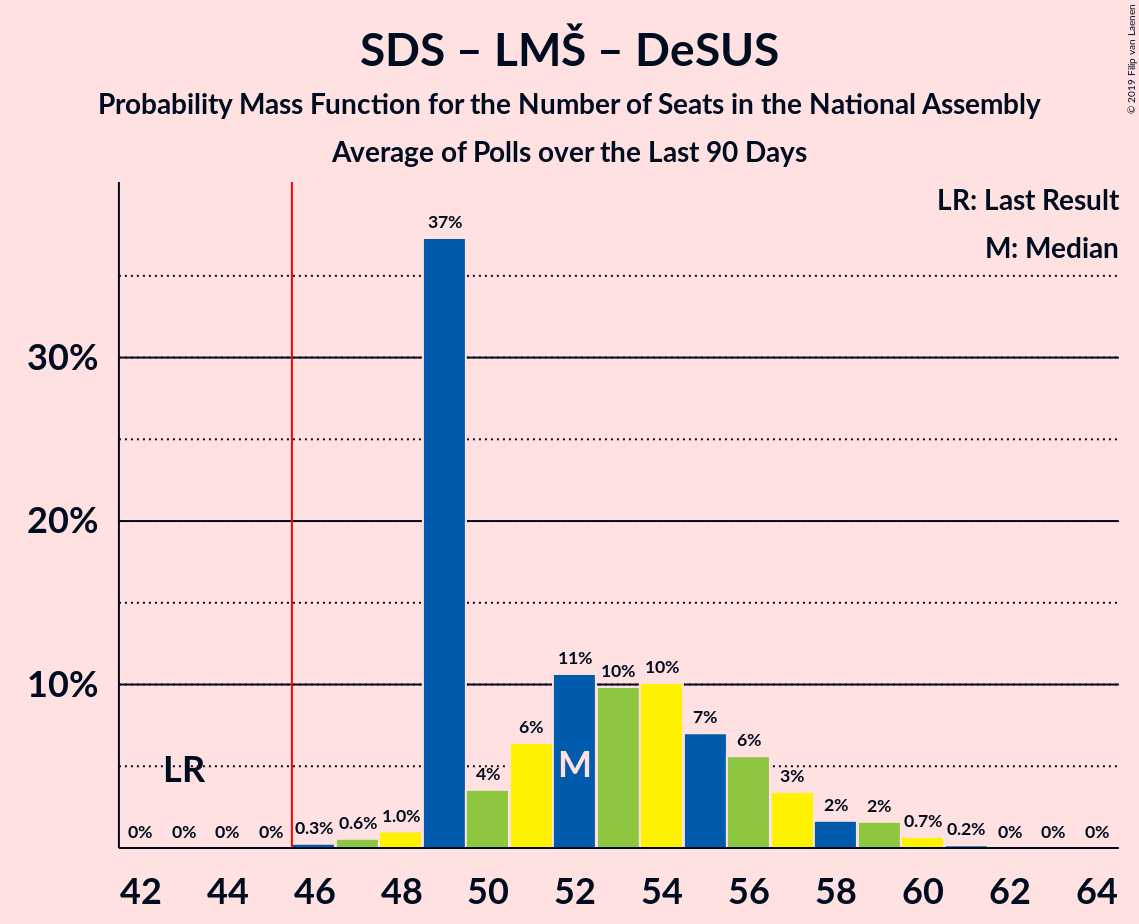 SDS – LMŠ – DeSUS
Probability Mass Function for the Number of Seats in the National Assembly
Average of Polls over the Last 90 Days
© 2019 Filip van Laenen
LR: Last Result
M: Median
30%
20%
10%
0% 0% 0% 0% 0.3% 0.6% 1.0% 37% 4% 6% 11% 10% 10% 7% 6% 3% 2% 2% 0.7% 0.2% 0% 0% 0%
LR
M
42 44 46 48 50 52 54 56 58 60 62 64